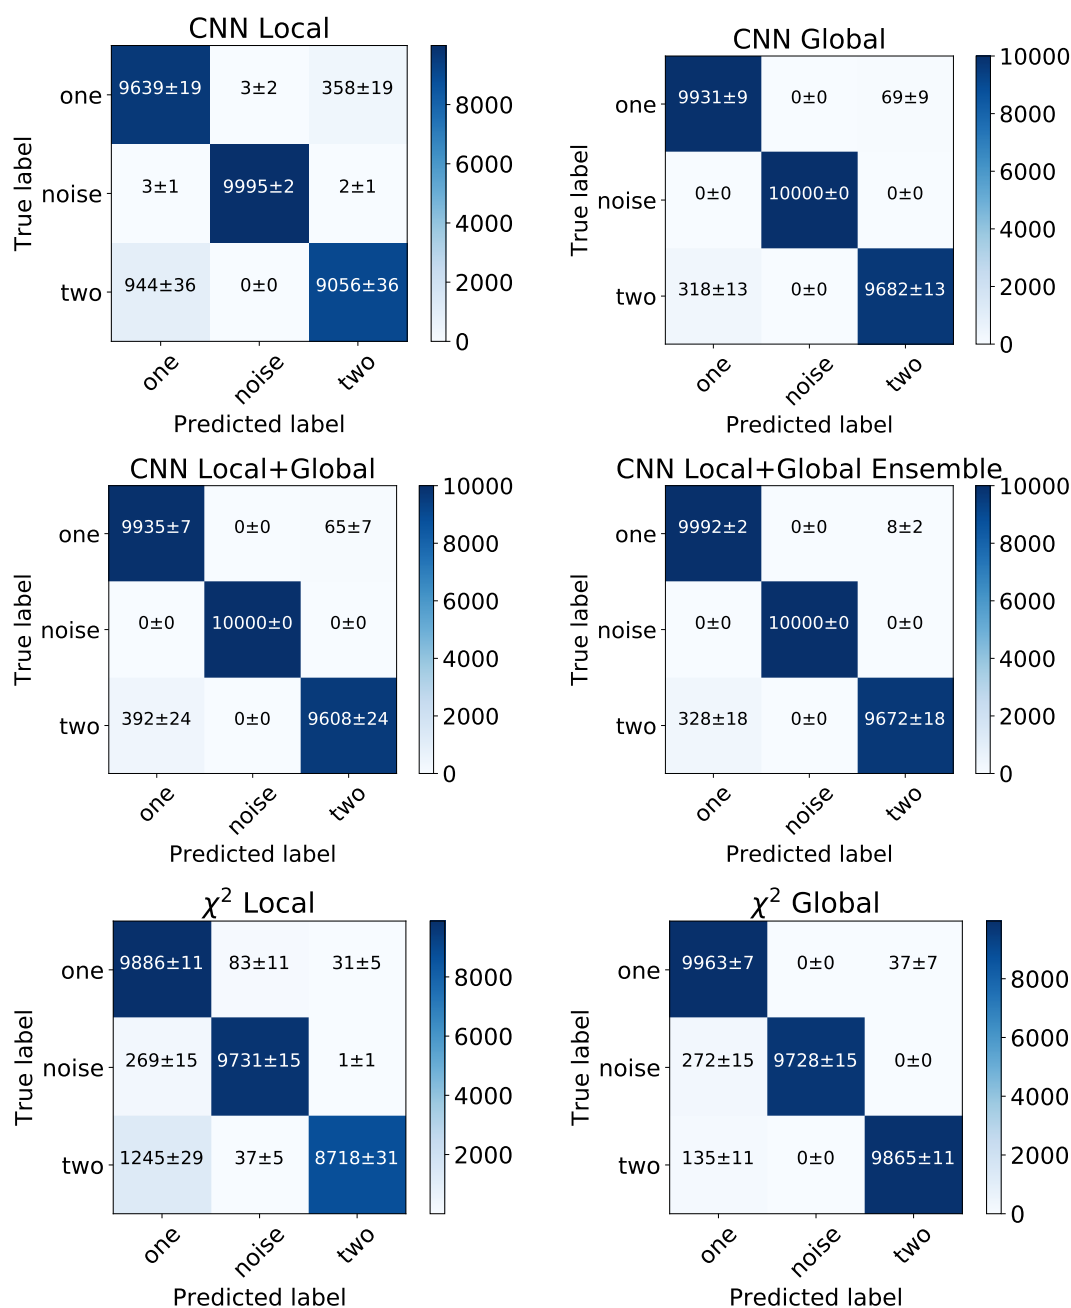 CNN Local
one 9639±19 3±2 358±19
noise 3±1 9995±2 2±1
two 944±36 0±0 9056±36
one noise two
Predicted label
True label
8000
6000
4000
2000
0
CNN Global
one 9931±9 0±0 69±9
noise 0±0 10000±0 0±0
two 318±13 0±0 9682±13
one noise two
Predicted label
True label
10000
8000
6000
4000
2000
0
CNN Local+Global
one 9935±7 0±0 65±7
noise 0±0 10000±0 0±0
two 392±24 0±0 9608±24
one noise two
Predicted label
True label
10000
8000
6000
4000
2000
0
CNN Local+Global Ensemble
one 9992±2 0±0 8±2
noise 0±0 10000±0 0±0
two 328±18 0±0 9672±18
one noise two
Predicted label
True label
10000
8000
6000
4000
2000
0
χ² Local
one 9886±11 83±11 31±5
noise 269±15 9731±15 1±1
two 1245±29 37±5 8718±31
one noise two
Predicted label
True label
8000
6000
4000
2000
χ² Global
one 9963±7 0±0 37±7
noise 272±15 9728±15 0±0
two 135±11 0±0 9865±11
one noise two
Predicted label
True label
8000
6000
4000
2000
0